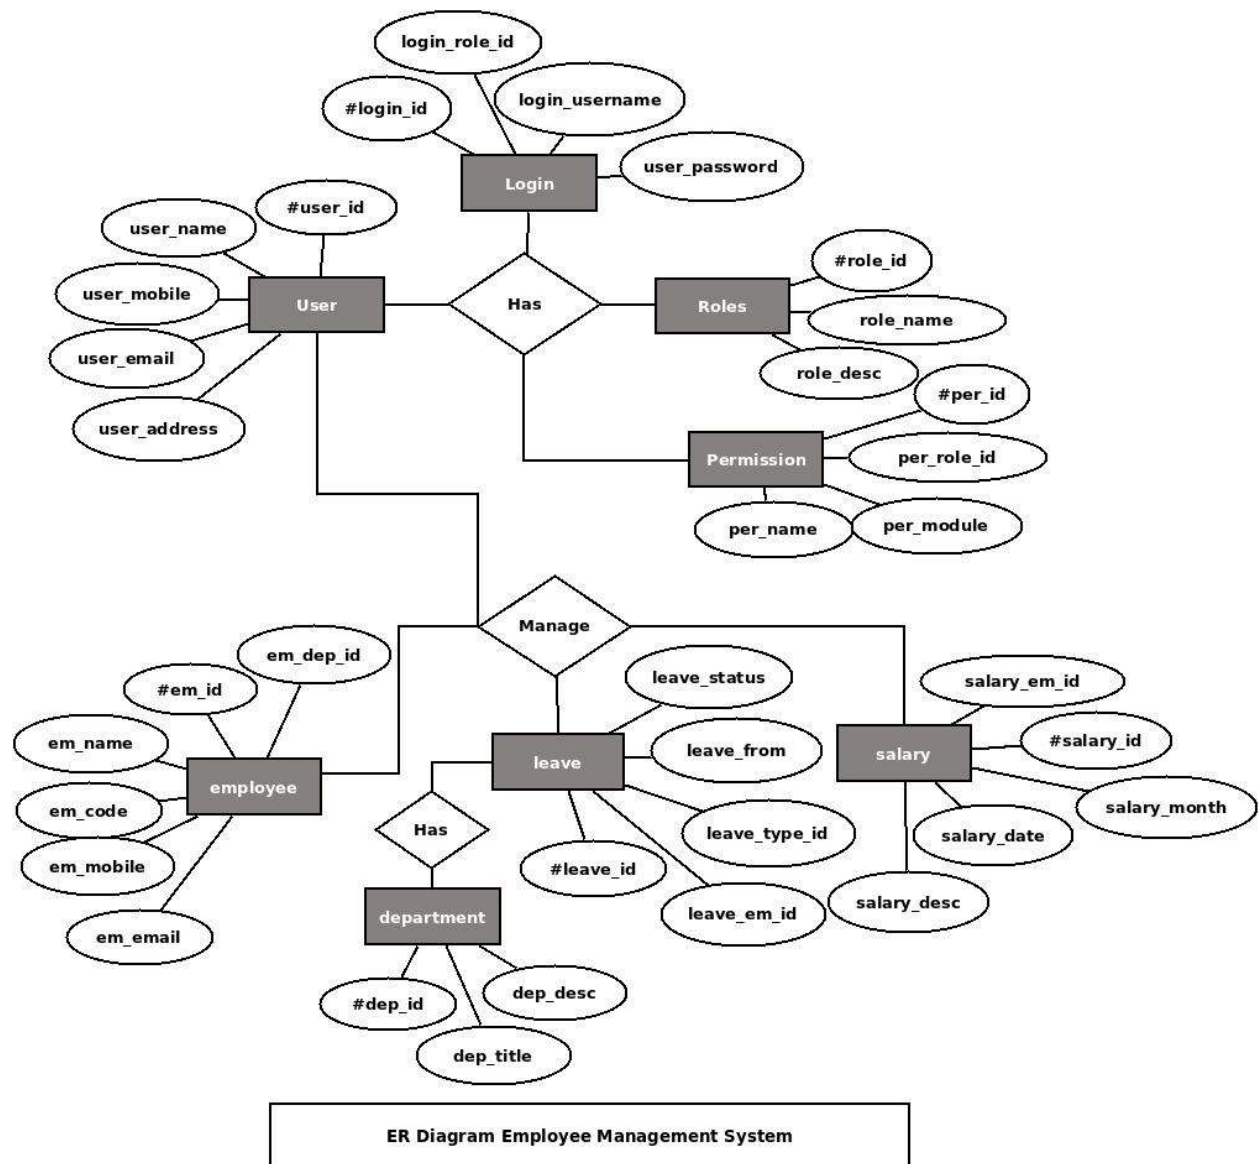 login_role_id
#login_id
login_username
user_password
Login
#user_id
user_name
user_mobile
user_email
user_address
User
Has
Roles
#role_id
role_name
role_desc
#per_id
per_role_id
Permission
per_name
per_module
Manage
em_dep_id
#em_id
em_name
em_code
em_mobile
em_email
employee
leave_status
leave_from
leave
leave_type_id
#leave_id
leave_em_id
Has
department
#dep_id
dep_desc
dep_title
salary_em_id
#salary_id
salary
salary_month
salary_date
salary_desc
ER Diagram Employee Management System